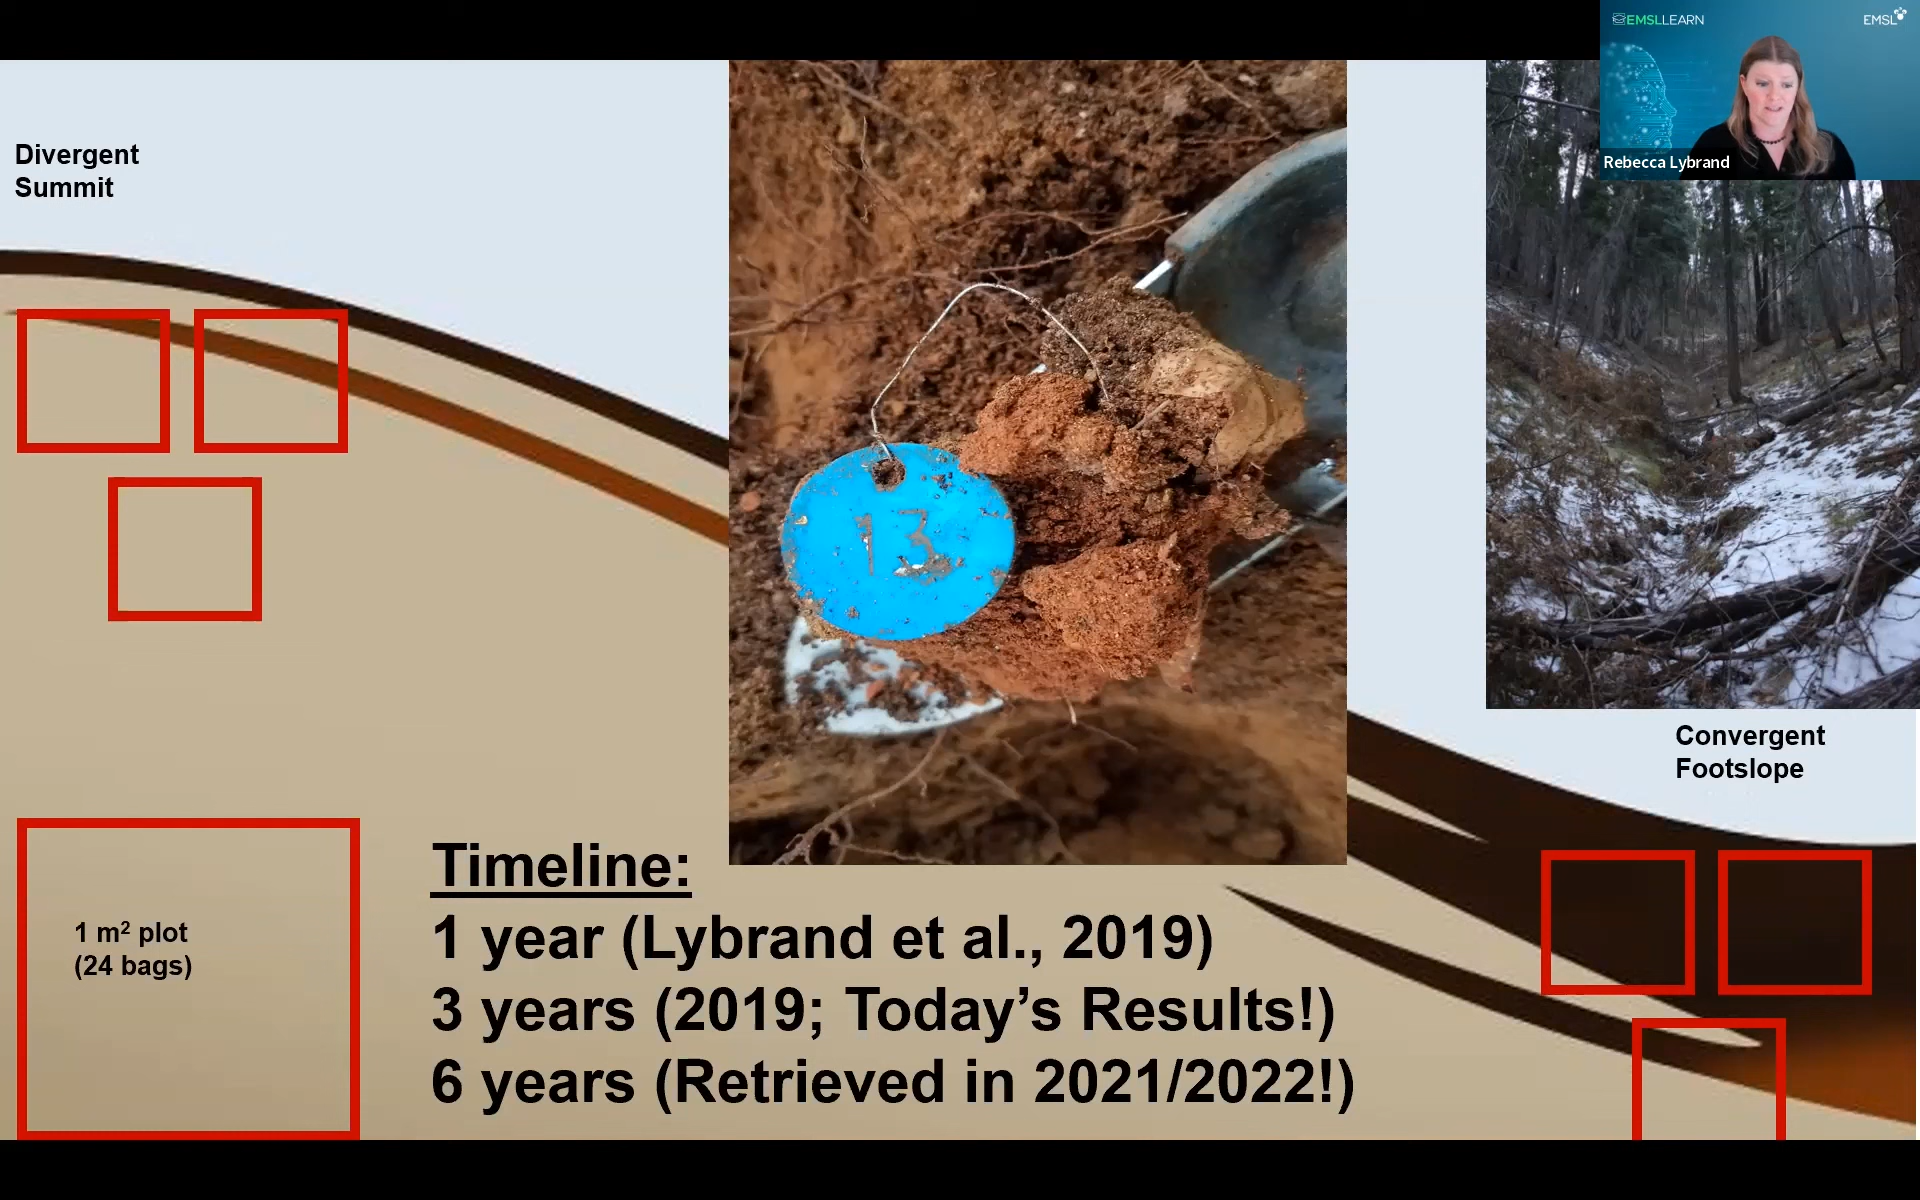 EMSLLEARN
EMSL
Rebecca Lybrand
Divergent
Summit
13
Convergent
Footslope
1 m² plot
(24 bags)
Timeline:
1 year (Lybrand et al., 2019)
3 years (2019; Today’s Results!)
6 years (Retrieved in 2021/2022!)